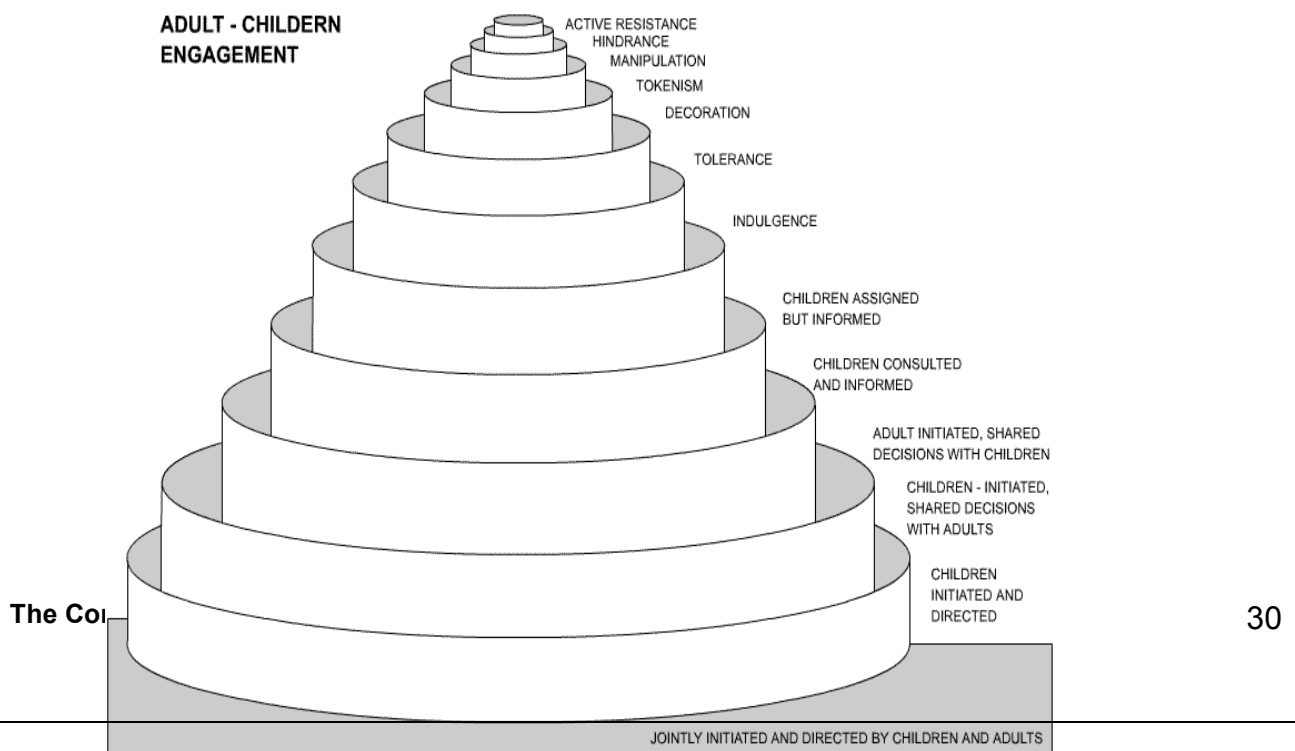 ADULT - CHILDERN
ENGAGEMENT
ACTIVE RESISTANCE
HINDRANCE
MANIPULATION
TOKENISM
DECORATION
TOLERANCE
INDULGENCE
CHILDREN ASSIGNED
BUT INFORMED
CHILDREN CONSULTED
AND INFORMED
ADULT INITIATED, SHARED
DECISIONS WITH CHILDREN
CHILDREN - INITIATED,
SHARED DECISIONS
WITH ADULTS
CHILDREN
INITIATED AND
DIRECTED
The
30
JOINTLY INITIATED AND DIRECTED BY CHILDREN AND ADULTS